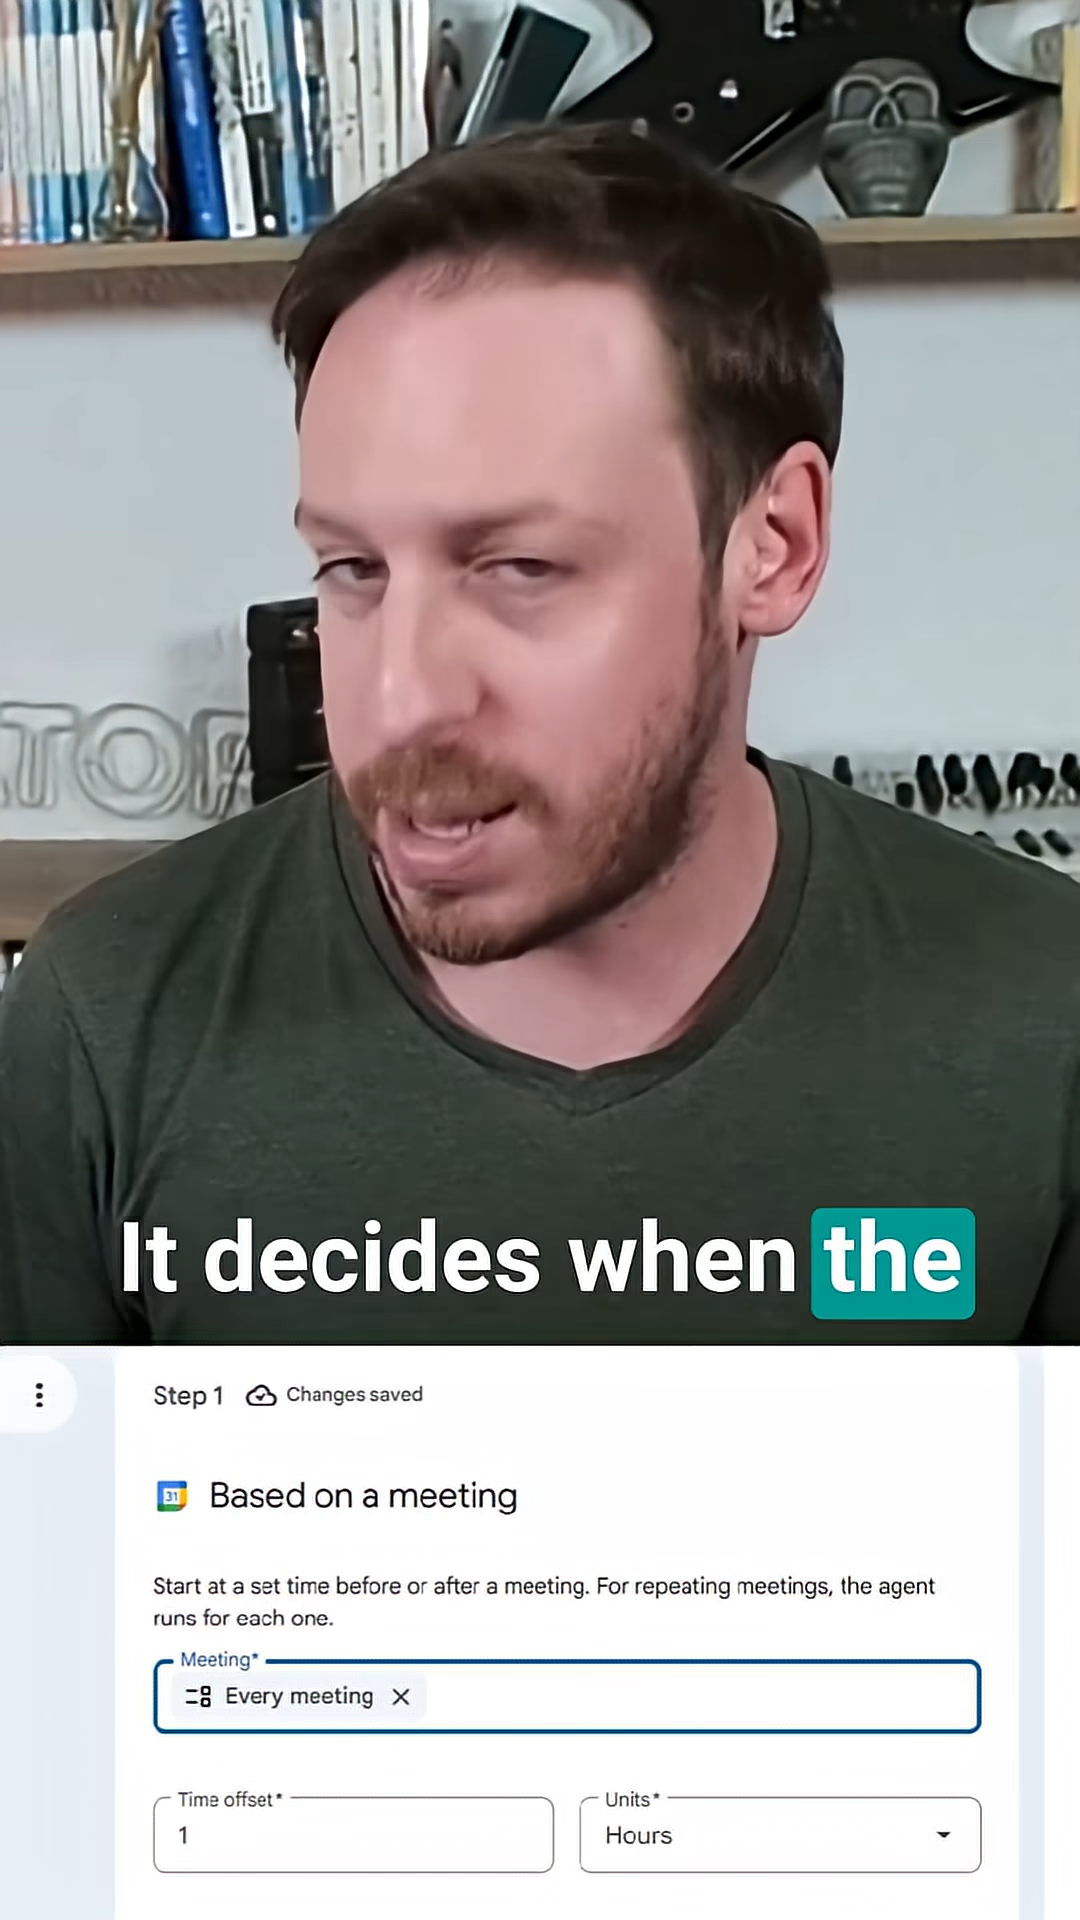 It decides when the
Step 1 Changes saved
31 Based on a meeting
Start at a set time before or after a meeting. For repeating meetings, the agent
runs for each one.
Meeting*
Every meeting
Time offset* Units*
1 Hours